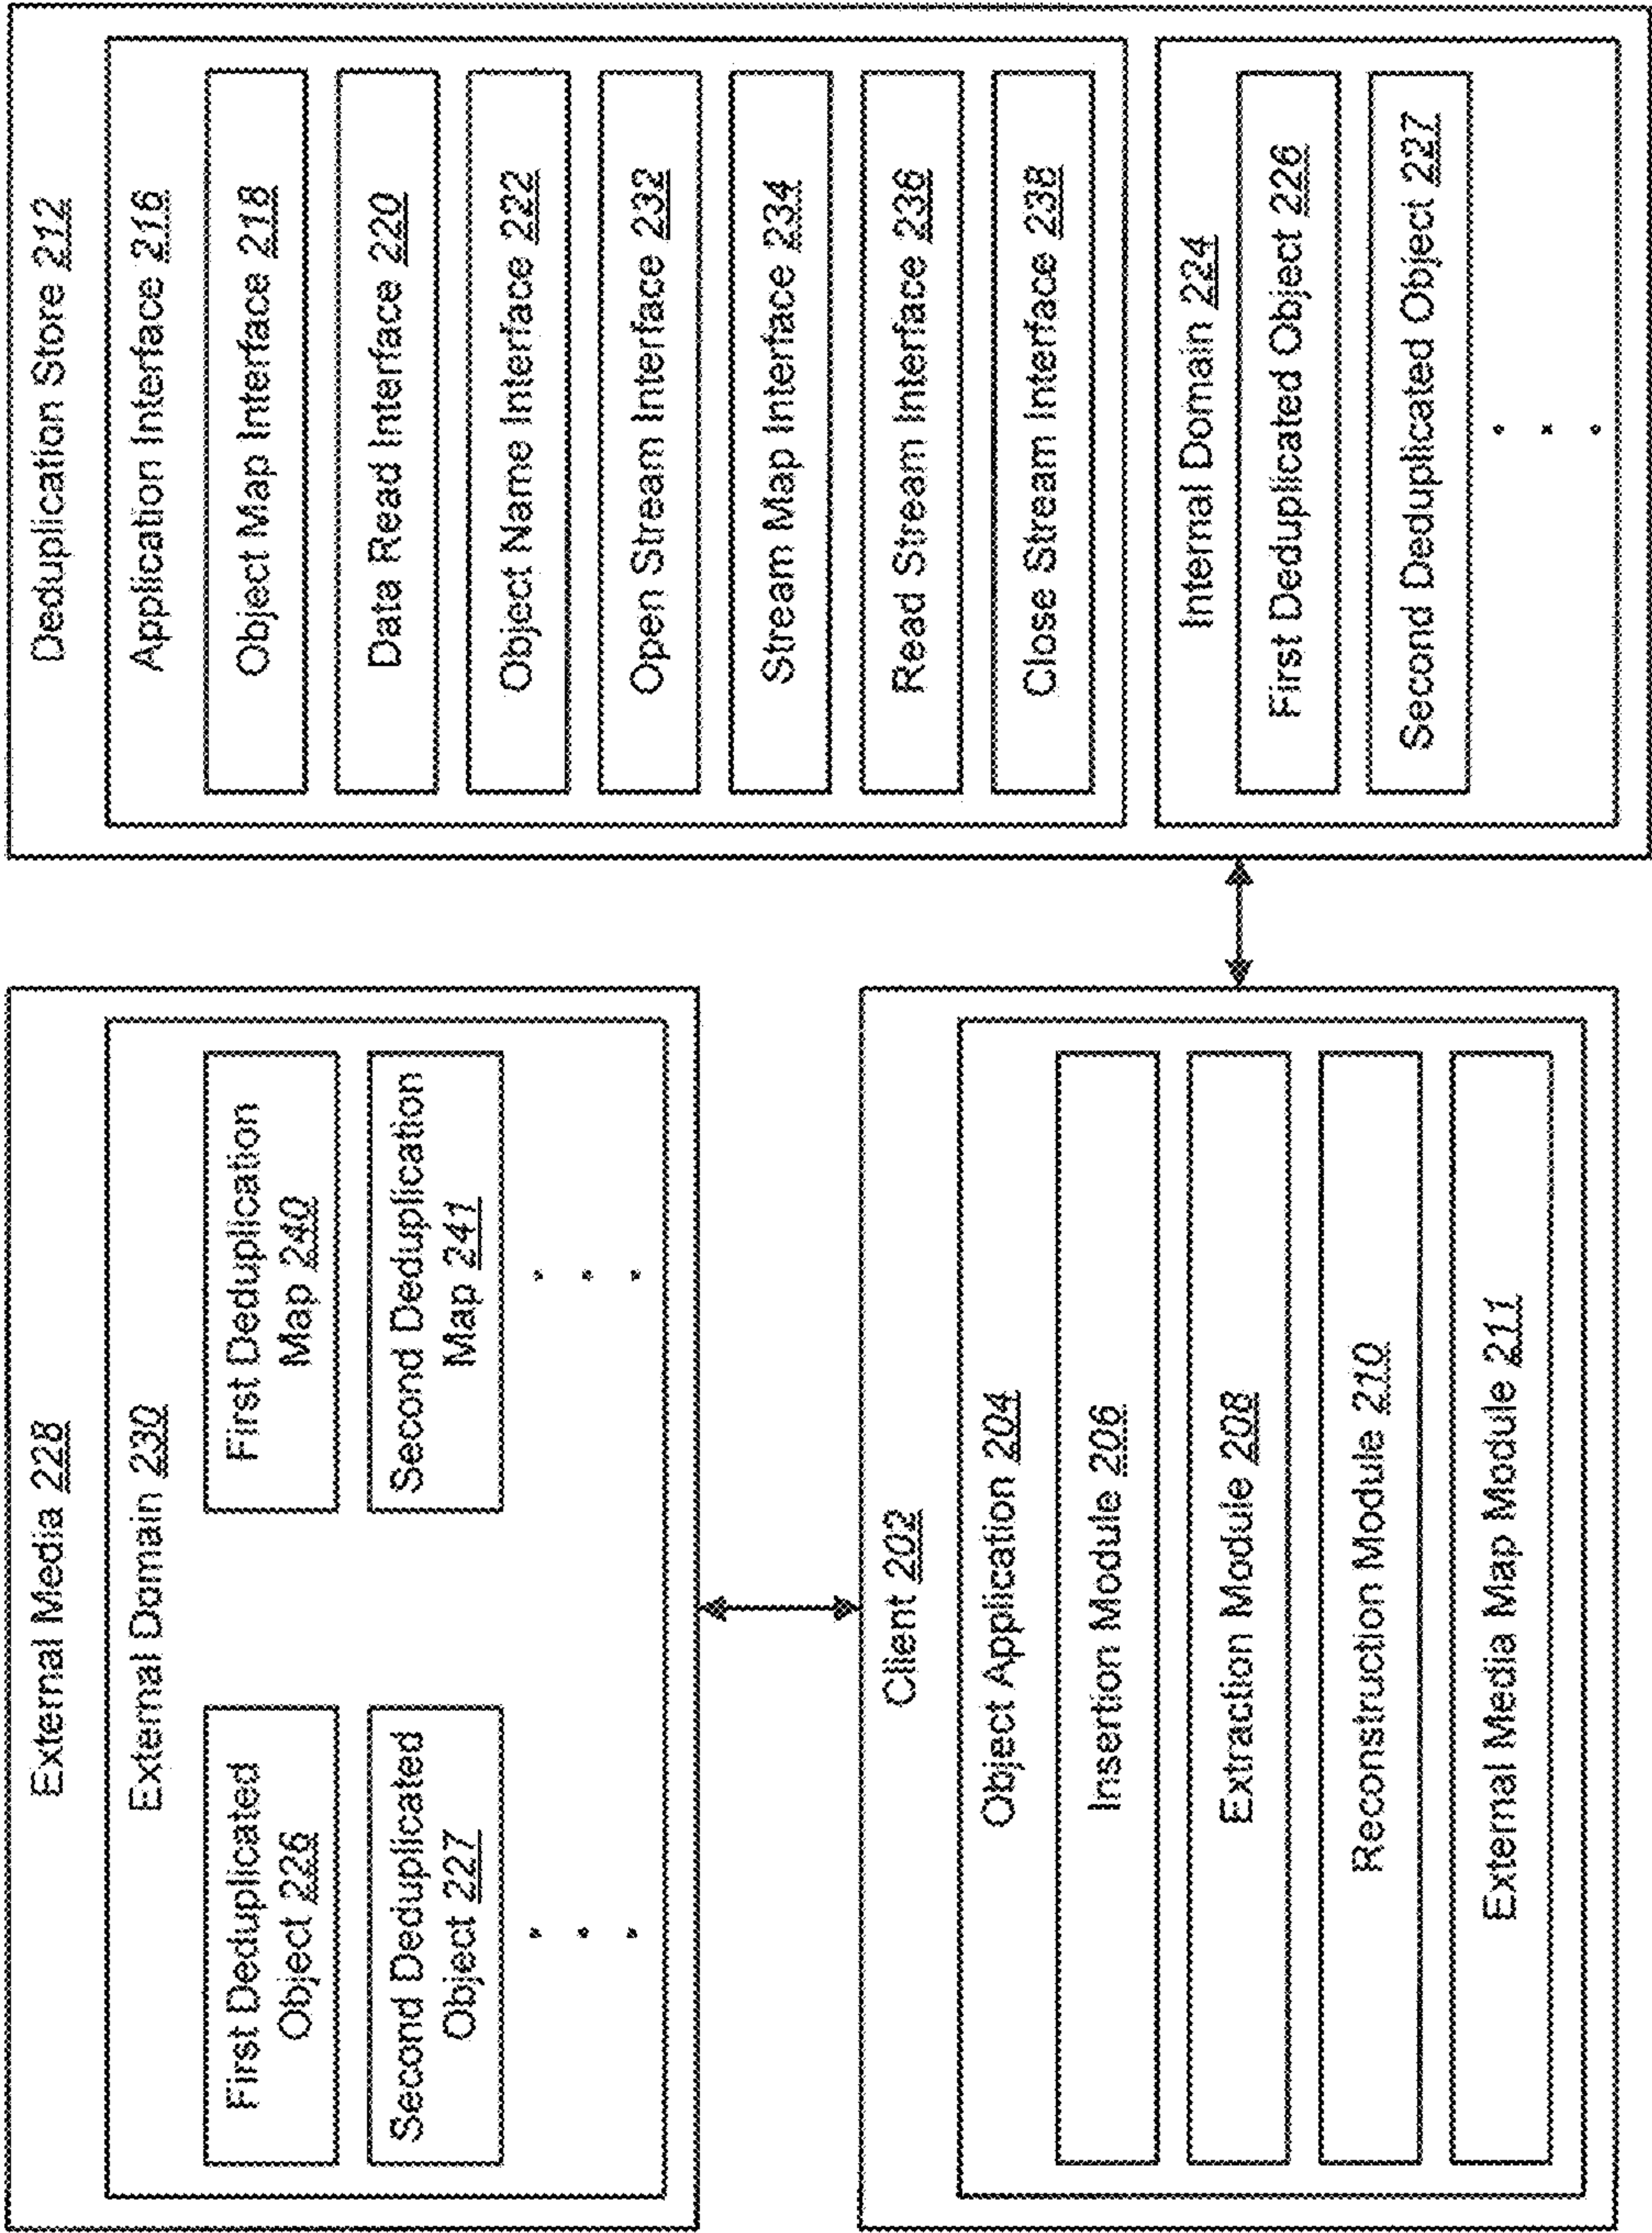 External Media 228
External Domain 230
First Deduplicated
Object 226
Second Deduplicated
Object 227
First Deduplication
Map 240
Second Deduplication
Map 241
Client 202
Object Application 204
Insertion Module 206
Extraction Module 208
Reconstruction Module 210
External Media Map Module 211
Deduplication Store 212
Application Interface 216
Object Map Interface 218
Data Read Interface 220
Object Name Interface 222
Open Stream Interface 232
Stream Map Interface 234
Read Stream Interface 236
Close Stream Interface 238
Internal Domain 224
First Deduplicated Object 226
Second Deduplicated Object 227